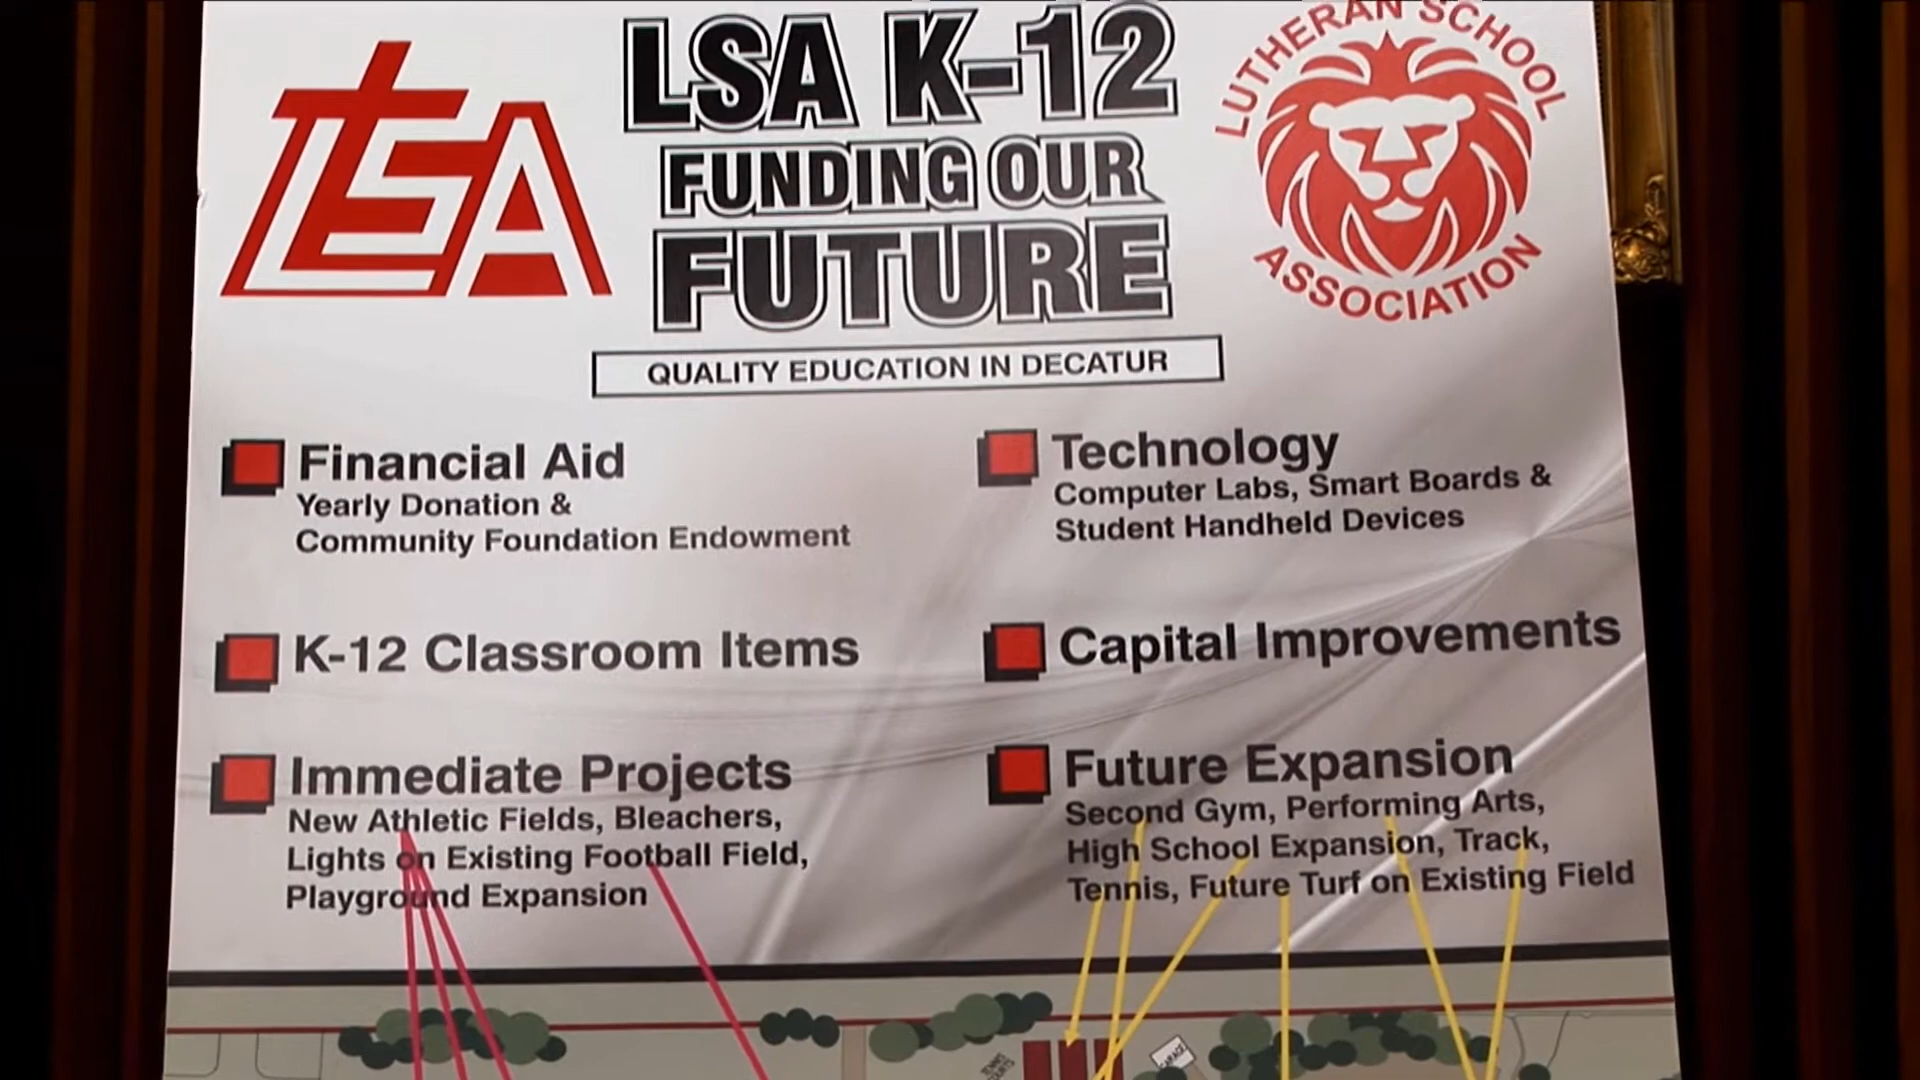 LSA
LSA K-12
FUNDING OUR
FUTURE
LUTHERAN SCHOOL
ASSOCIATION
QUALITY EDUCATION IN DECATUR
Financial Aid
Yearly Donation &
Community Foundation Endowment
Technology
Computer Labs, Smart Boards &
Student Handheld Devices
K-12 Classroom Items
Capital Improvements
Immediate Projects
New Athletic Fields, Bleachers,
Lights on Existing Football Field,
Playground Expansion
Future Expansion
Second Gym, Performing Arts,
High School Expansion, Track,
Tennis, Future Turf on Existing Field
TENNIS
COURTS